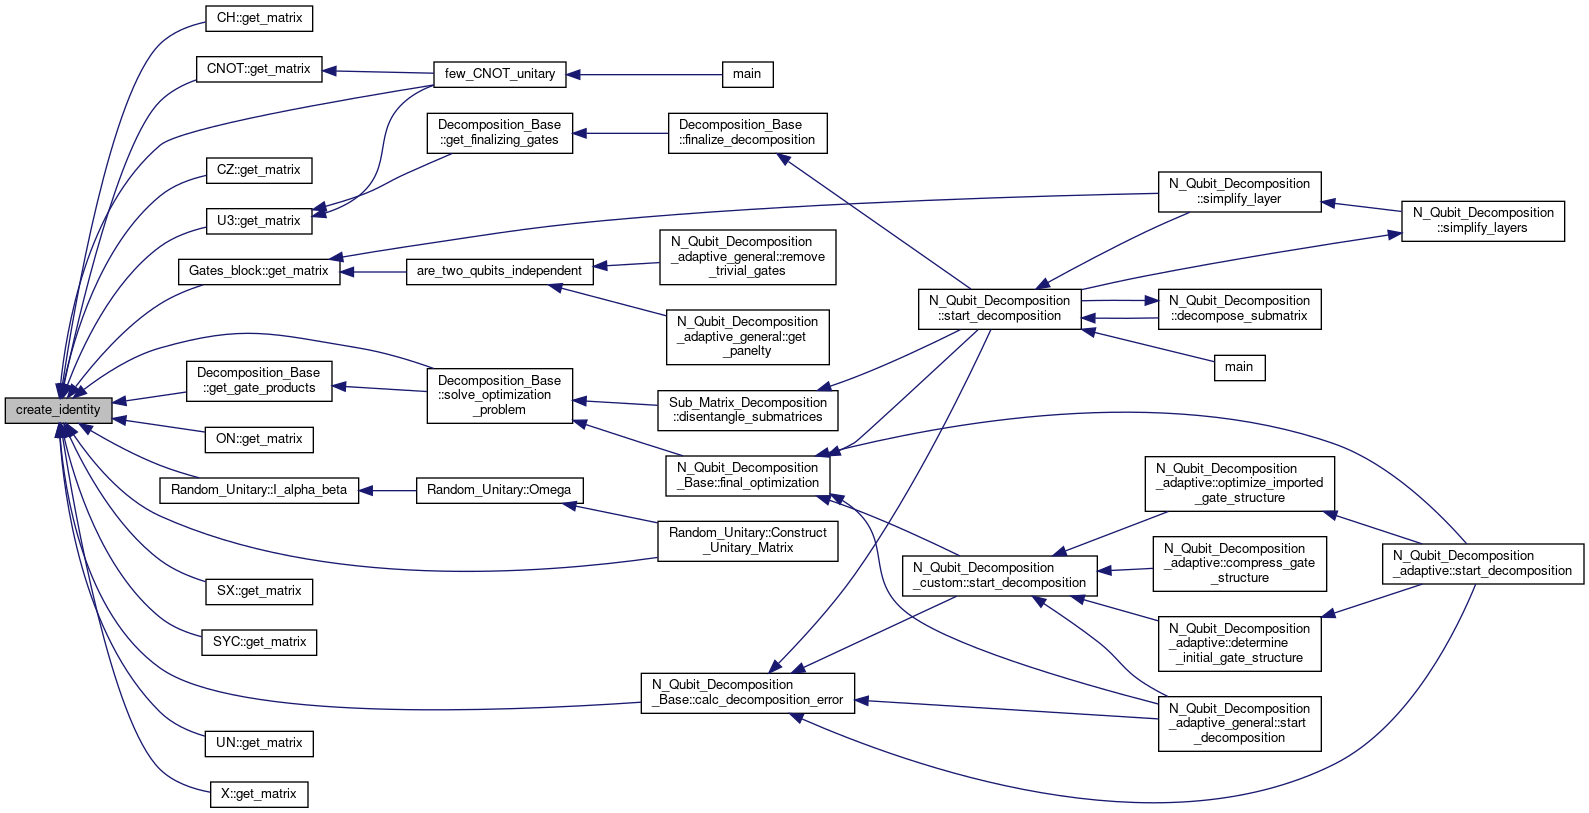 CH::get_matrix
CNOT::get_matrix
few_CNOT_unitary
main
Decomposition_Base
::get_finalizing_gates
Decomposition_Base
::finalize_decomposition
CZ::get_matrix
U3::get_matrix
N_Qubit_Decomposition
::simplify_layer
N_Qubit_Decomposition
::simplify_layers
Gates_block::get_matrix
are_two_qubits_independent
N_Qubit_Decomposition
_adaptive_general::remove
_trivial_gates
N_Qubit_Decomposition
_adaptive_general::get
_panelty
N_Qubit_Decomposition
::start_decomposition
N_Qubit_Decomposition
::decompose_submatrix
main
Decomposition_Base
::get_gate_products
Decomposition_Base
::solve_optimization
_problem
Sub_Matrix_Decomposition
::disentangle_submatrices
create_identity
ON::get_matrix
N_Qubit_Decomposition
_Base::final_optimization
Random_Unitary::I_alpha_beta
Random_Unitary::Omega
Random_Unitary::Construct
_Unitary_Matrix
N_Qubit_Decomposition
_adaptive::optimize_imported
_gate_structure
N_Qubit_Decomposition
_custom::start_decomposition
N_Qubit_Decomposition
_adaptive::compress_gate
_structure
N_Qubit_Decomposition
_adaptive::start_decomposition
SX::get_matrix
SYC::get_matrix
N_Qubit_Decomposition
_adaptive::determine
_initial_gate_structure
N_Qubit_Decomposition
_Base::calc_decomposition_error
N_Qubit_Decomposition
_adaptive_general::start
_decomposition
UN::get_matrix
X::get_matrix